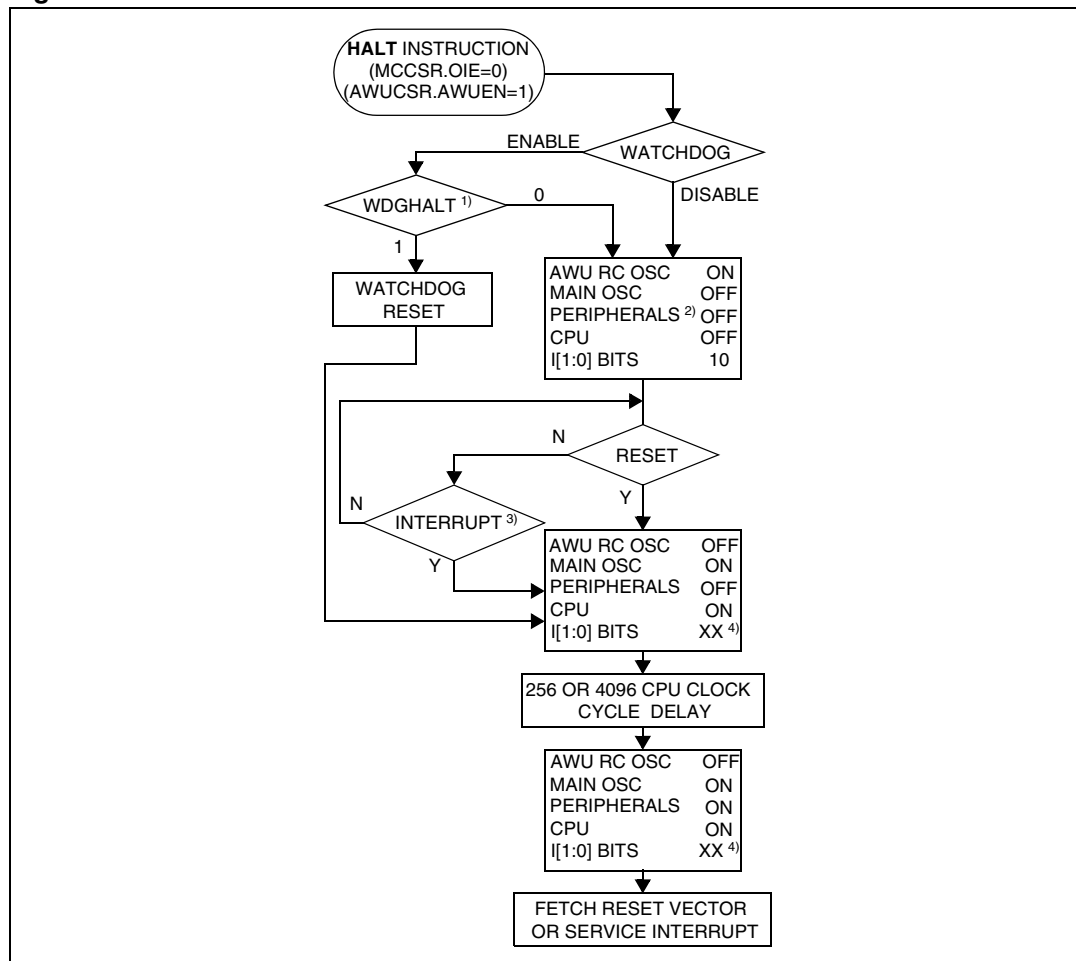 HALT INSTRUCTION
(MCCSR.OIE=0)
(AWUCSR.AWUEN=1)
ENABLE
WATCHDOG
DISABLE
WDGHALT 1)
0
1
WATCHDOG
RESET
AWU RC OSC ON
MAIN OSC OFF
PERIPHERALS 2) OFF
CPU OFF
I[1:0] BITS 10
N
RESET
Y
N
INTERRUPT 3)
Y
AWU RC OSC OFF
MAIN OSC ON
PERIPHERALS OFF
CPU ON
I[1:0] BITS XX 4)
256 OR 4096 CPU CLOCK
CYCLE DELAY
AWU RC OSC OFF
MAIN OSC ON
PERIPHERALS ON
CPU ON
I[1:0] BITS XX 4)
FETCH RESET VECTOR
OR SERVICE INTERRUPT